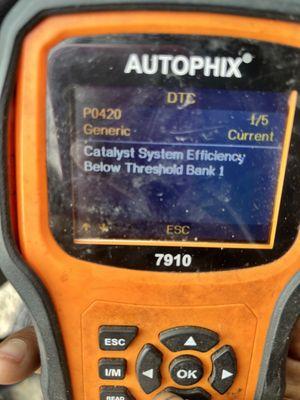 AUTOPHIX®
DTC
P0420 1/5
Generic Current
Catalyst System Efficiency
Below Threshold Bank 1
ESC
7910
ESC
I/M
OK
READ